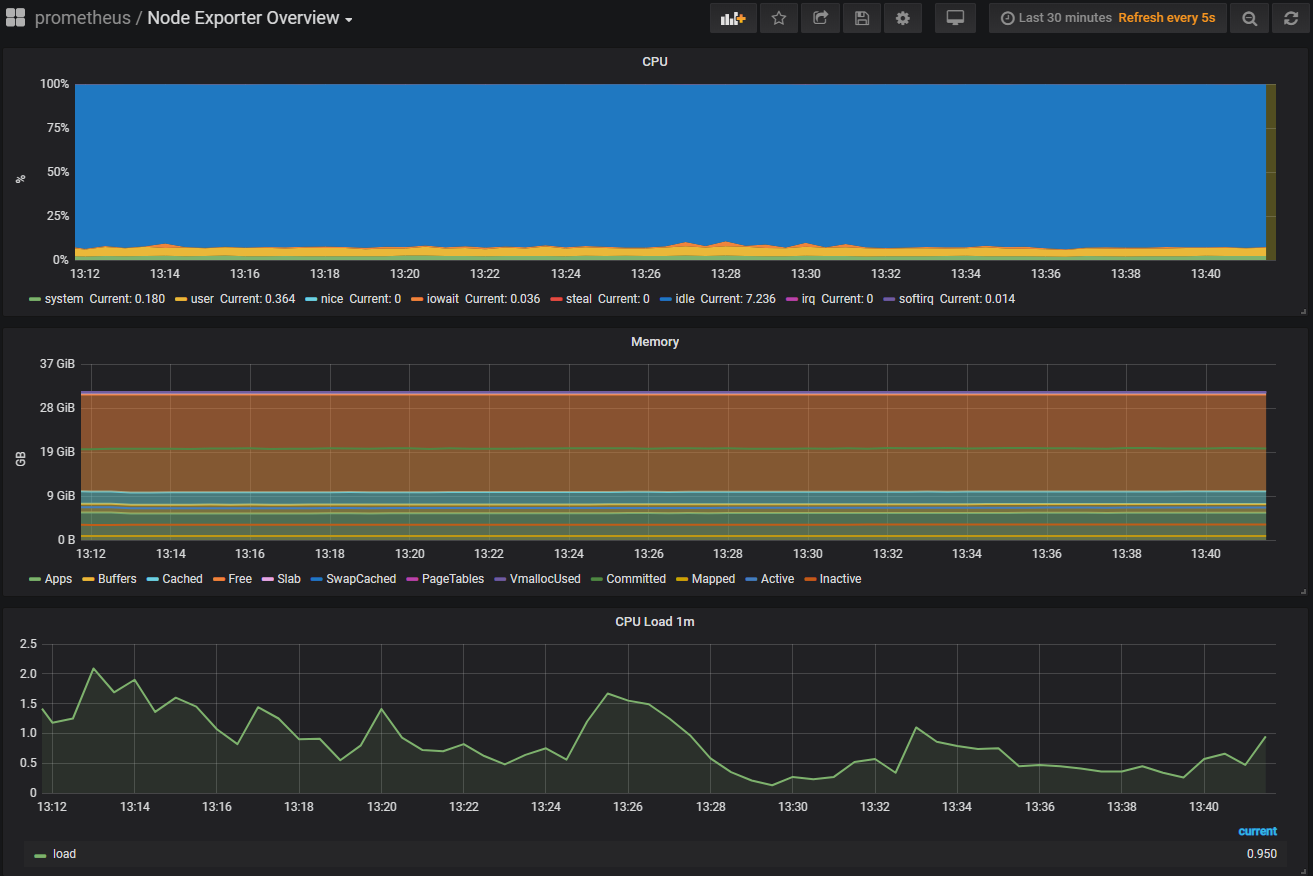 prometheus / Node Exporter Overview
Last 30 minutes Refresh every 5s
CPU
100%
75%
50%
25%
0%
%
13:12 13:14 13:16 13:18 13:20 13:22 13:24 13:26 13:28 13:30 13:32 13:34 13:36 13:38 13:40
system Current: 0.180 user Current: 0.364 nice Current: 0 iowait Current: 0.036 steal Current: 0 idle Current: 7.236 irq Current: 0 softirq Current: 0.014
Memory
37 GiB
28 GiB
19 GiB
9 GiB
0 B
GB
13:12 13:14 13:16 13:18 13:20 13:22 13:24 13:26 13:28 13:30 13:32 13:34 13:36 13:38 13:40
Apps Buffers Cached Free Slab SwapCached PageTables VmallocUsed Committed Mapped Active Inactive
CPU Load 1m
2.5
2.0
1.5
1.0
0.5
0
13:12 13:14 13:16 13:18 13:20 13:22 13:24 13:26 13:28 13:30 13:32 13:34 13:36 13:38 13:40
current
load 0.950